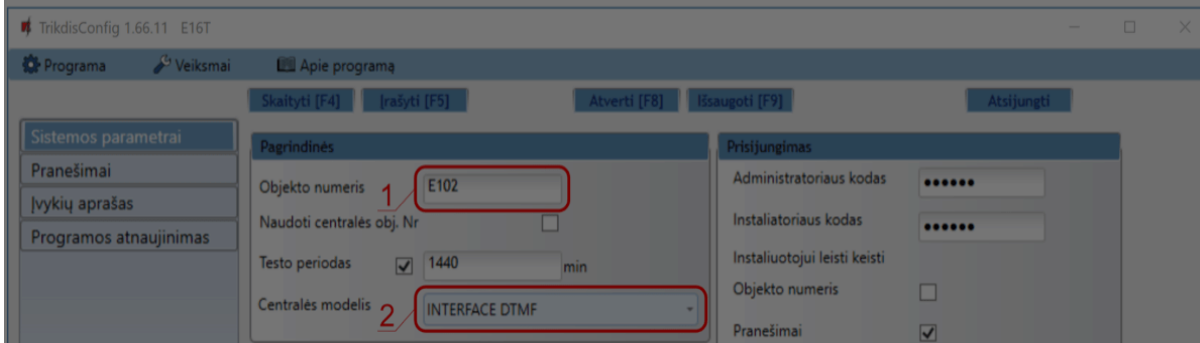 TrikdisConfig 1.66.11 E16T
Programa Veiksmai Apie programą
Skaityti [F4] Įrašyti [F5] Atverti [F8] Išsaugoti [F9] Atsijungti
Sistemos parametrai
Pranešimai
Įvykių aprašas
Programos atnaujinimas
Pagrindinės
Objekto numeris 1 E102
Naudoti centralės obj. Nr
Testo periodas 1440 min
Centralės modelis 2 INTERFACE DTMF
Prisijungimas
Administratoriaus kodas ••••••
Instaliatoriaus kodas ••••••
Instaliuotojui leisti keisti
Objekto numeris
Pranešimai